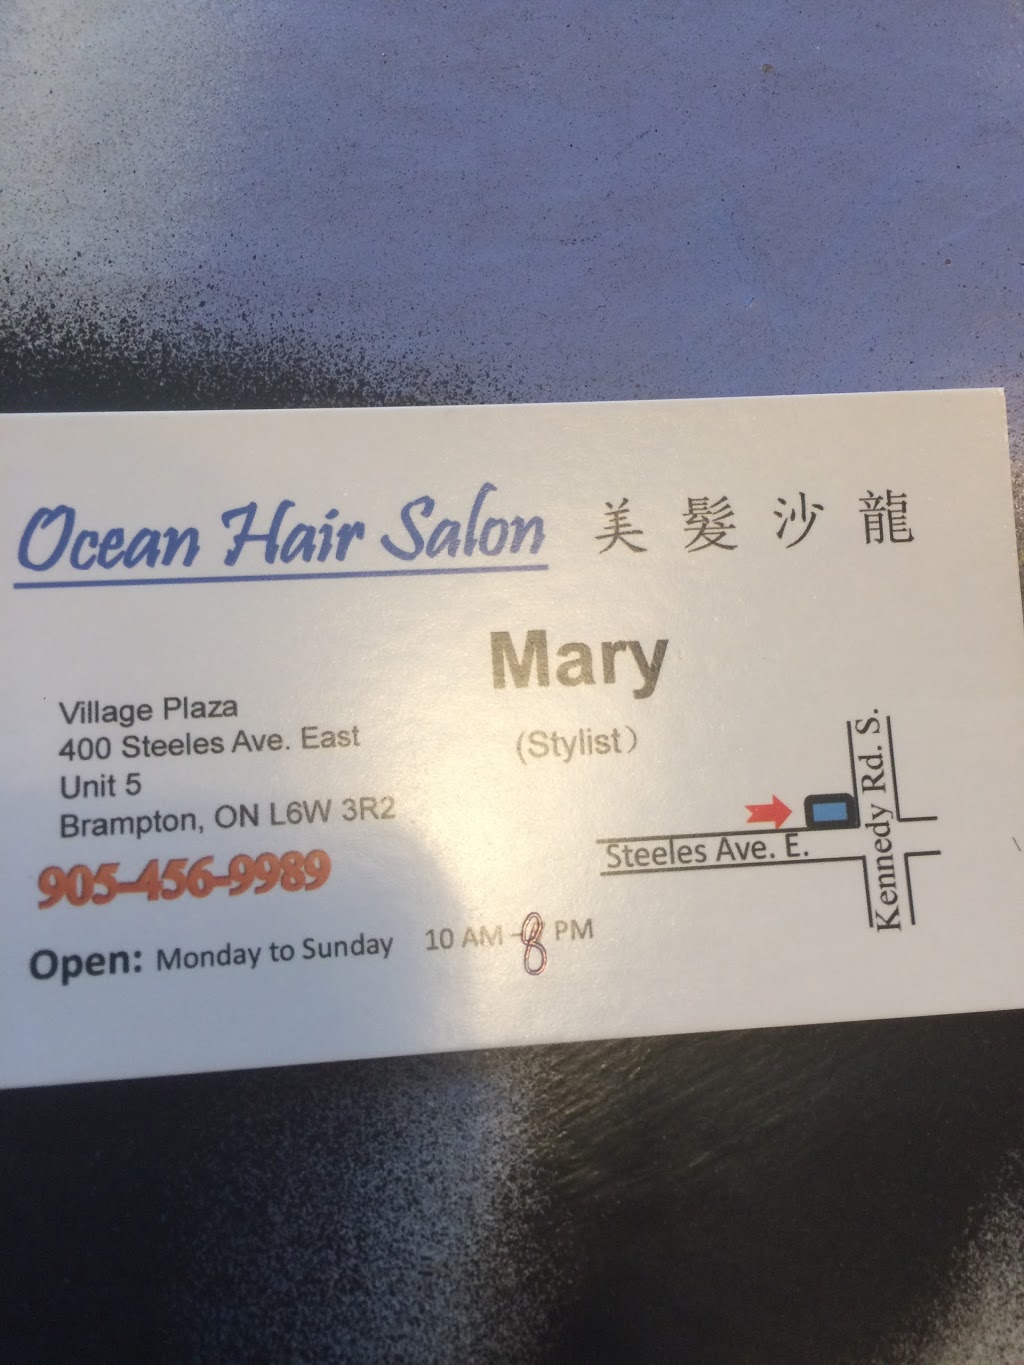 Ocean Hair Salon 美髮沙龍
Mary
(Stylist)
Village Plaza
400 Steeles Ave. East
Unit 5
Brampton, ON L6W 3R2
905-456-9989
Open: Monday to Sunday 10 AM - 8 PM
Steeles Ave. E.
Kennedy Rd. S.